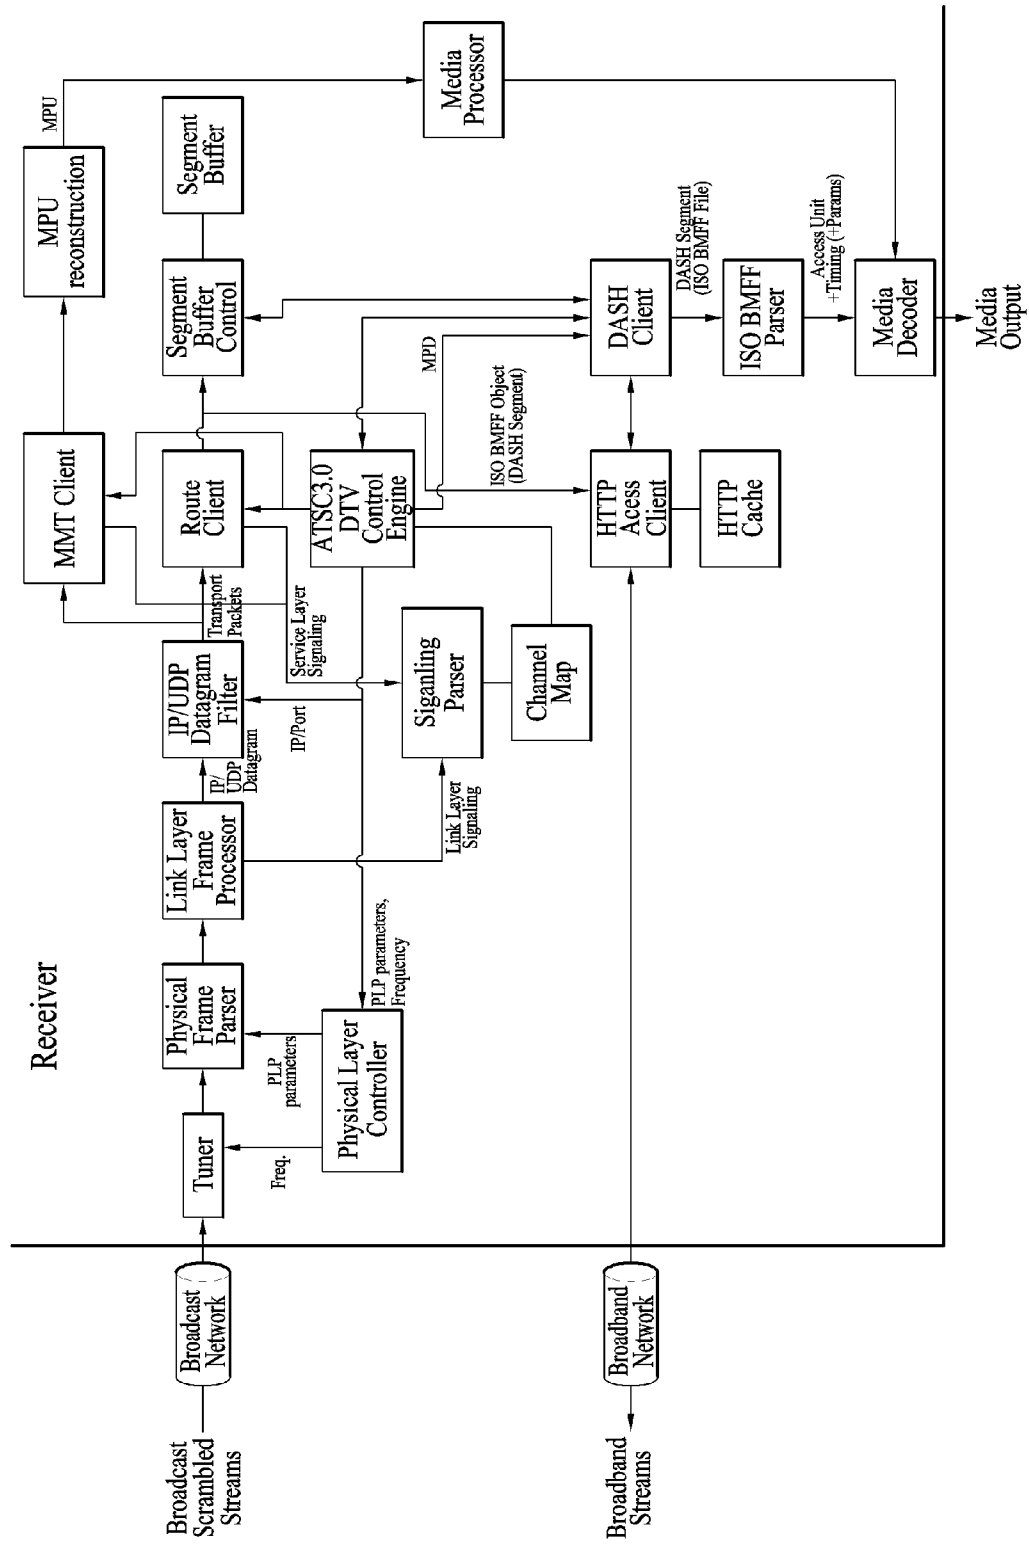 Receiver
Broadcast
Scrambled
Streams
Broadcast
Network
Tuner
Freq.
Physical
Frame
Parser
PLP
parameters
Physical Layer
Controller
PLP parameters,
Frequency
Link Layer
Frame
Processor
IP/
UDP
Datagram
Link Layer
Signaling
IP/UDP
Datagram
Filter
IP/Port
Transport
Packets
Service Layer
Signaling
Siganling
Parser
Channel
Map
MMT Client
Route
Client
ATSC3.0
DTV
Control
Engine
MPU
reconstruction
MPU
Segment
Buffer
Control
Segment
Buffer
MPD
ISO BMFF Object
(DASH Segment)
Media
Processor
Broadband
Streams
Broadband
Network
HTTP
Acess
Client
HTTP
Cache
DASH
Client
DASH Segment
(ISO BMFF File)
ISO BMFF
Parser
Access Unit
+Timing (+Params)
Media
Decoder
Media
Output